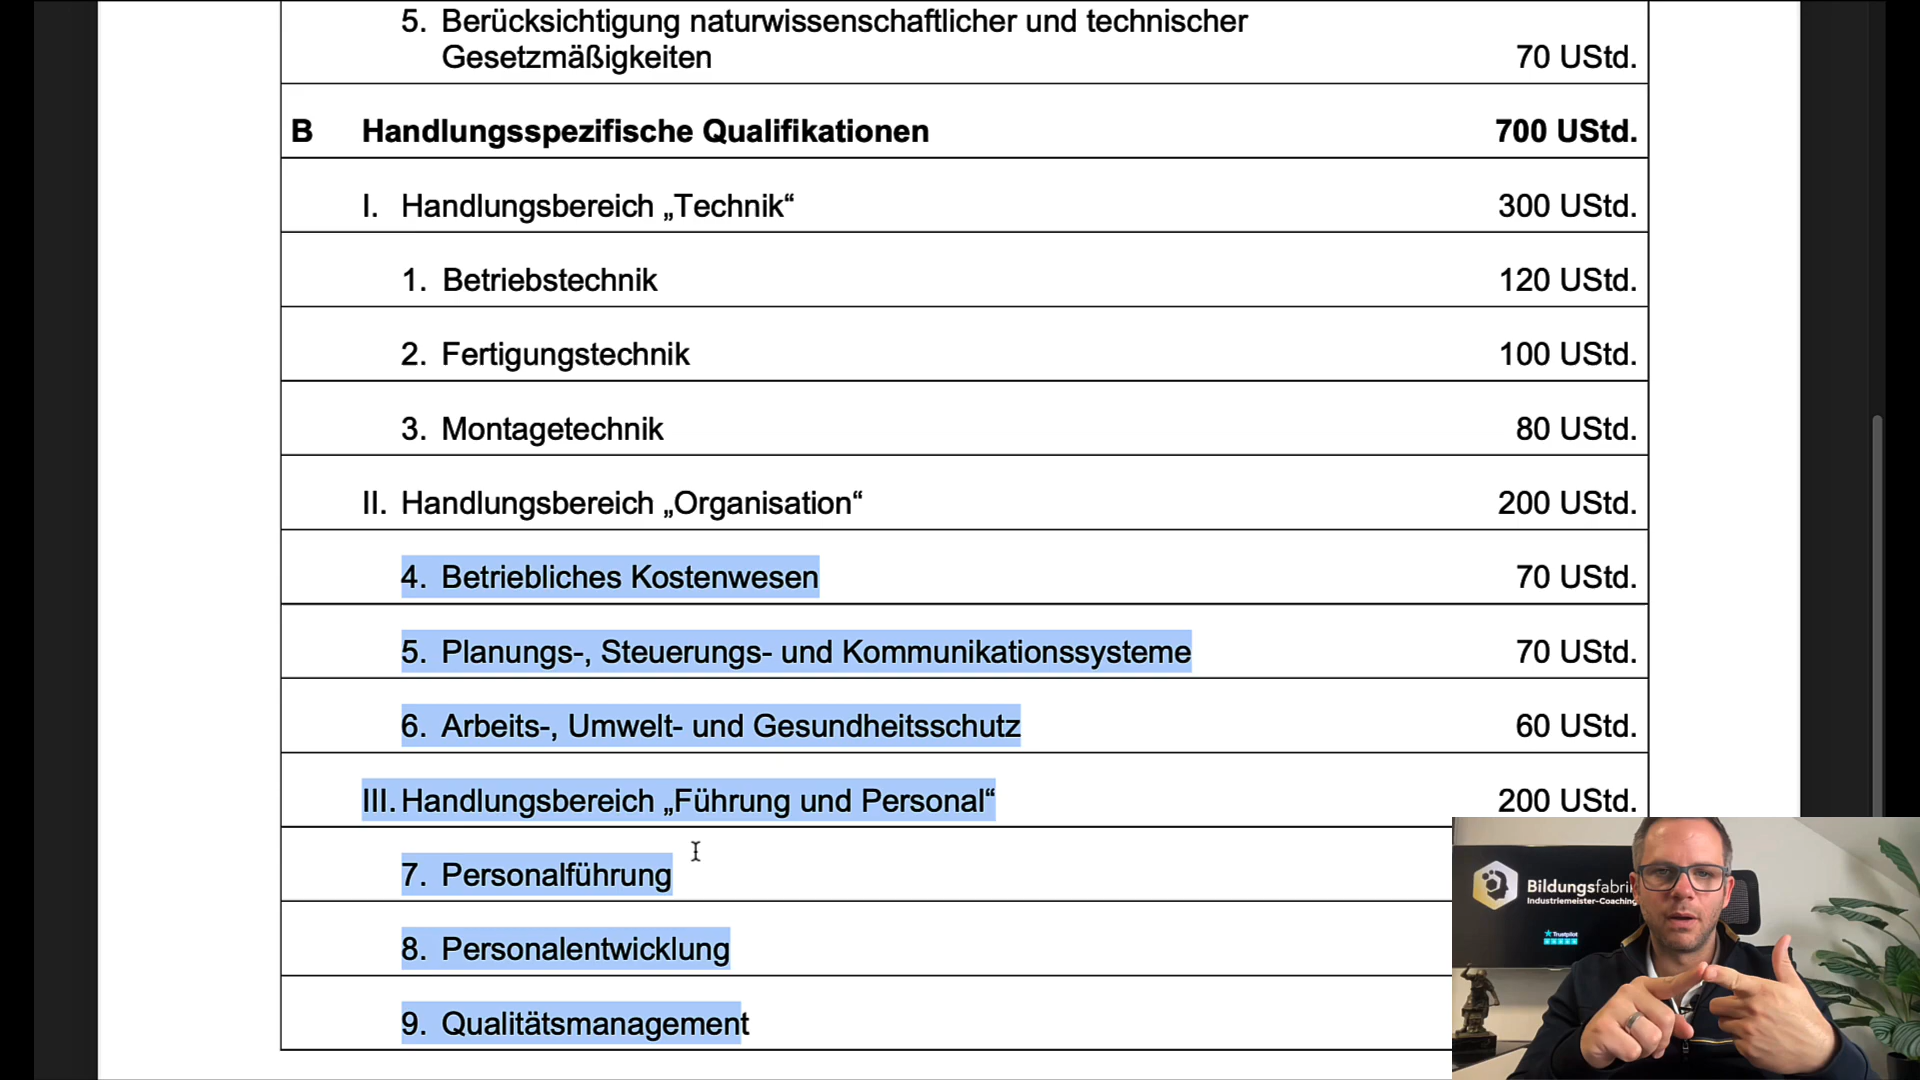 5. Berücksichtigung naturwissenschaftlicher und technischer
Gesetzmäßigkeiten 70 UStd.
B Handlungsspezifische Qualifikationen 700 UStd.
I. Handlungsbereich „Technik“ 300 UStd.
1. Betriebstechnik 120 UStd.
2. Fertigungstechnik 100 UStd.
3. Montagetechnik 80 UStd.
II. Handlungsbereich „Organisation“ 200 UStd.
4. Betriebliches Kostenwesen 70 UStd.
5. Planungs-, Steuerungs- und Kommunikationssysteme 70 UStd.
6. Arbeits-, Umwelt- und Gesundheitsschutz 60 UStd.
III. Handlungsbereich „Führung und Personal“ 200 UStd.
7. Personalführung
8. Personalentwicklung
9. Qualitätsmanagement
Bildungsfabrik
Industriemeister-Coaching
Trustpilot